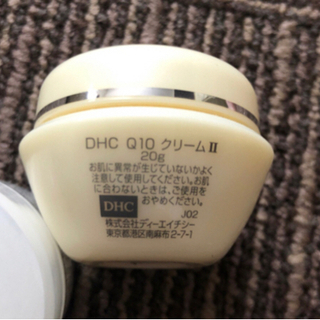 DHC Q10 クリームⅡ
20g
お肌に異常が生じていないかよく
注意して使用してください。お肌
に合わないときは、ご使用を
おやめください。
DHC
J02
株式会社ディーエイチシー
東京都港区南麻布2-7-1